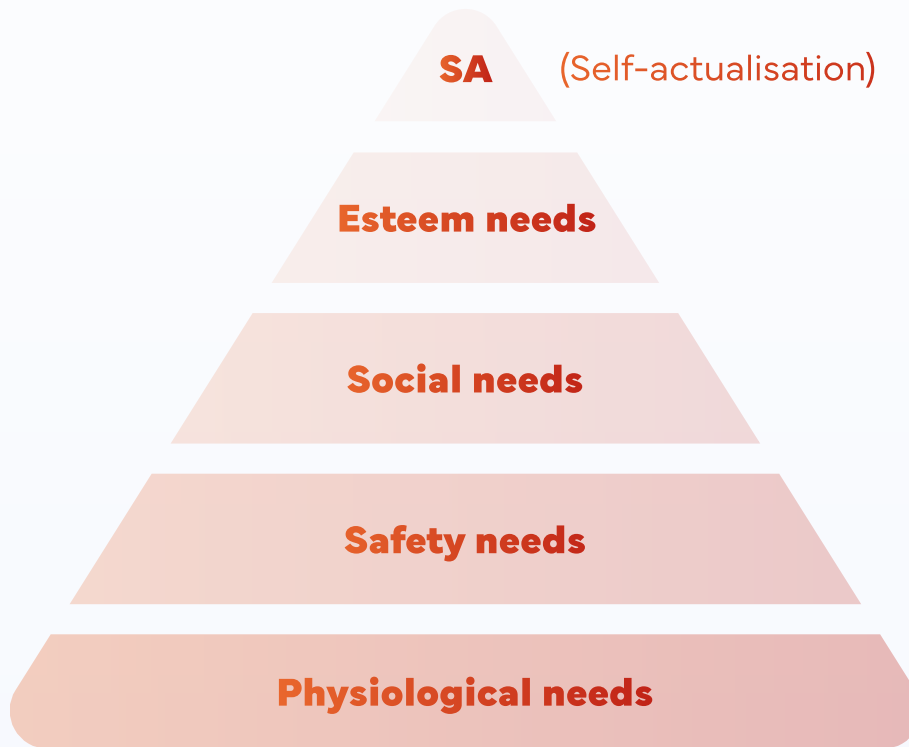 SA (Self-actualisation)
Esteem needs
Social needs
Safety needs
Physiological needs